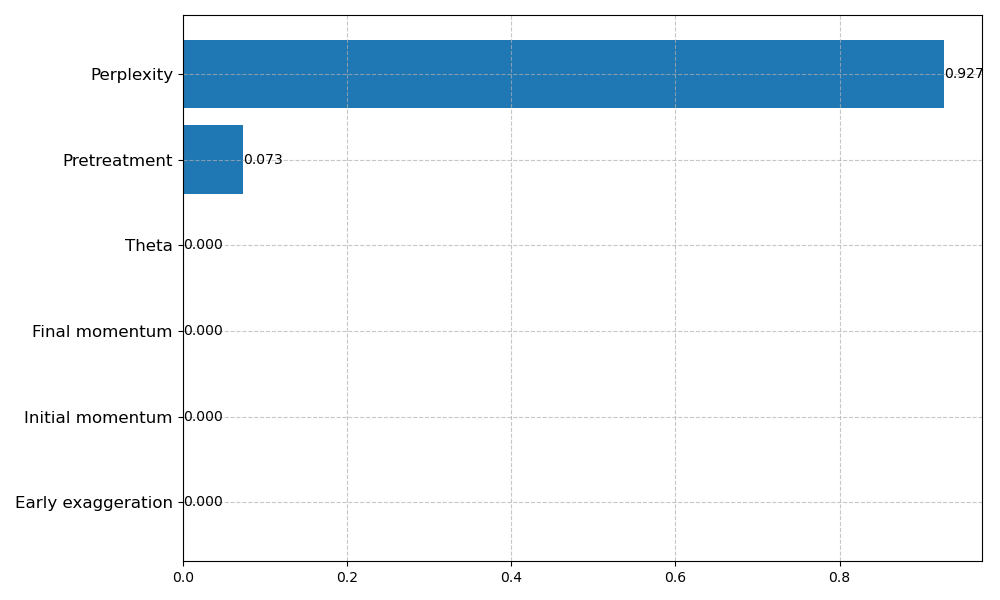 Perplexity 0.927
Pretreatment 0.073
Theta 0.000
Final momentum 0.000
Initial momentum 0.000
Early exaggeration 0.000
0.0 0.2 0.4 0.6 0.8